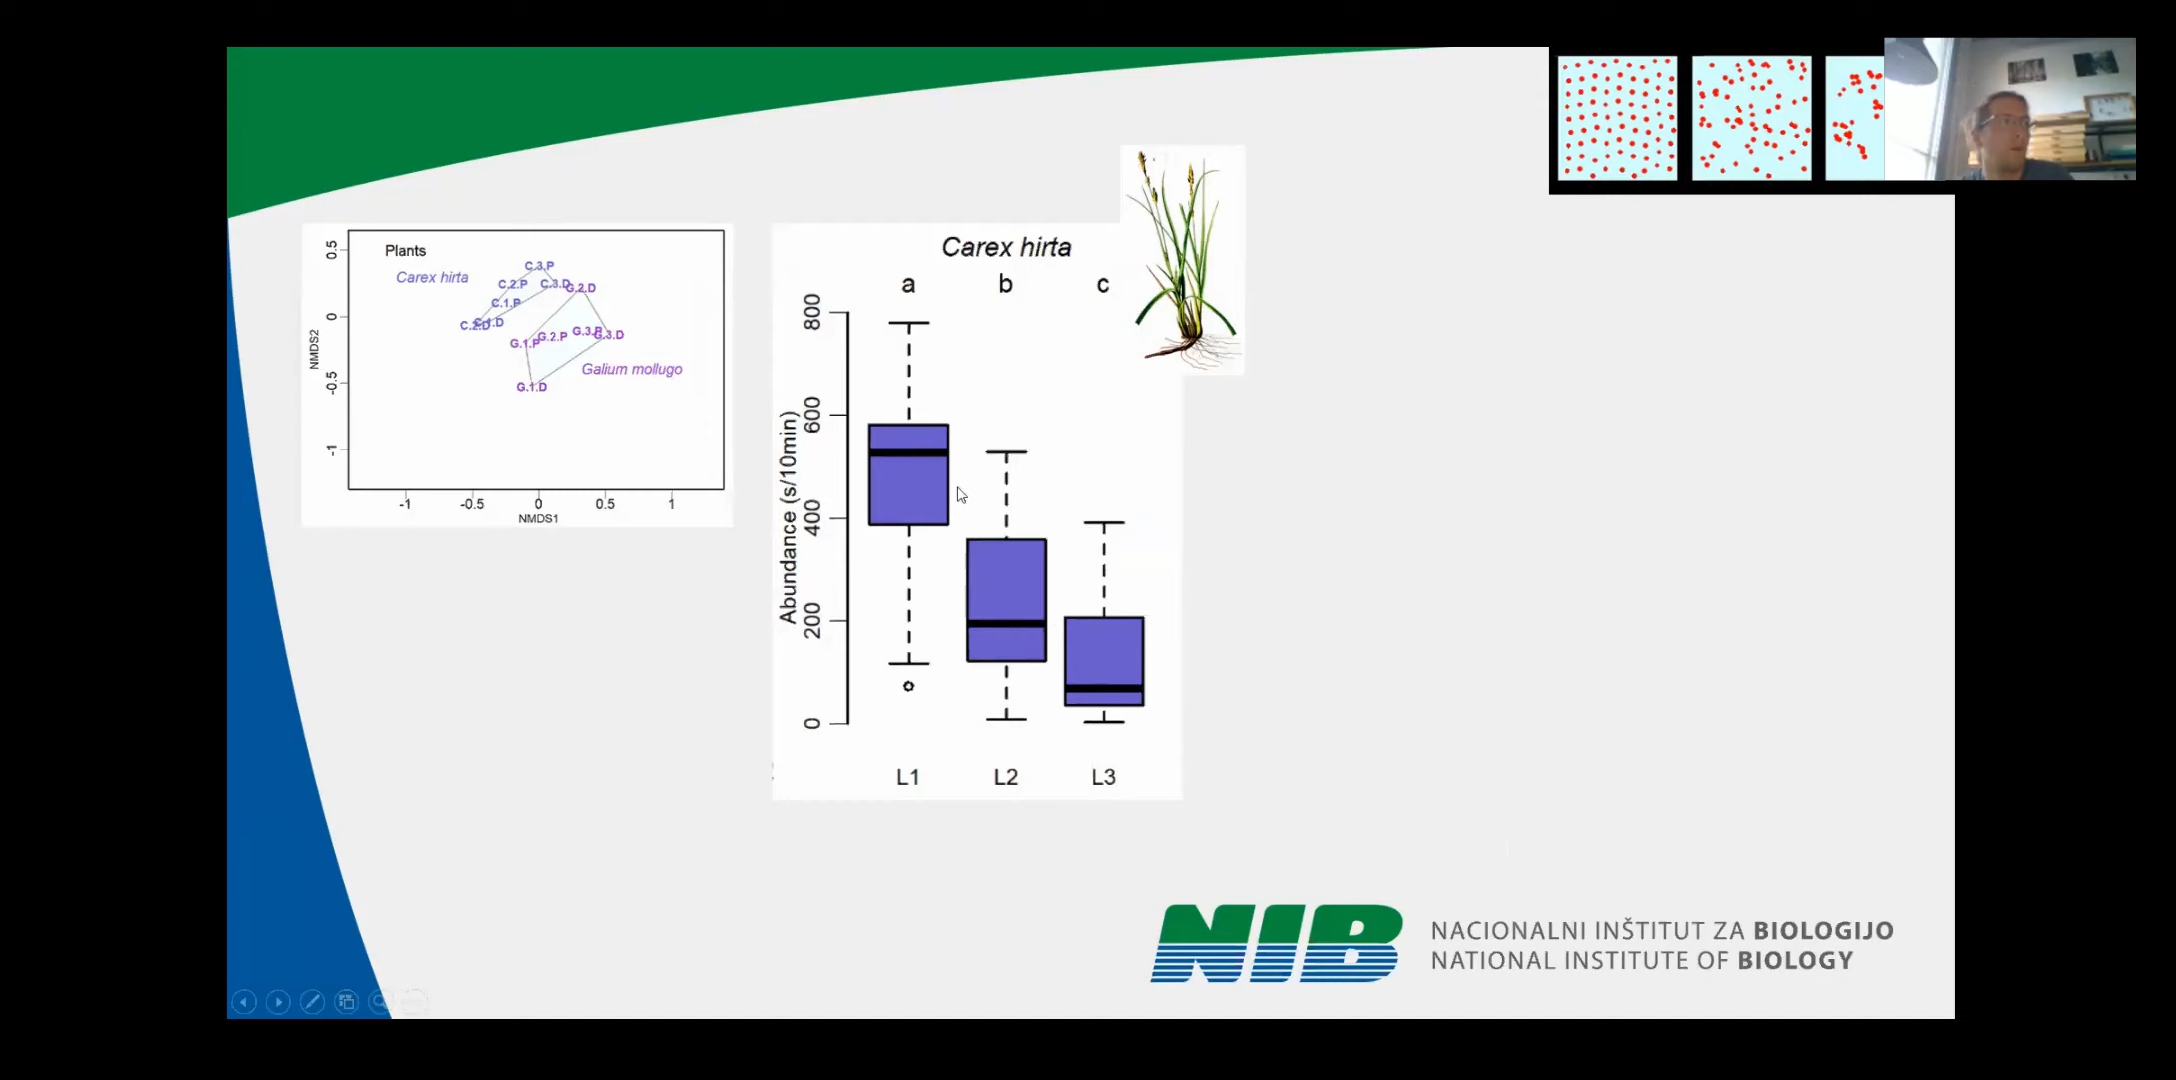 Plants
Carex hirta
C.3.P
C.2.P
C.3.D
G.2.D
C.1.P
C.2.D
C.1.D
G.3.P
G.3.D
G.2.P
G.1.P
Galium mollugo
G.1.D
0.5
0
-0.5
-1
NMDS2
-1 -0.5 0 0.5 1
NMDS1
Carex hirta
a b c
800
600
400
200
0
Abundance (s/10min)
L1 L2 L3
NIB
NACIONALNI INŠTITUT ZA BIOLOGIJO
NATIONAL INSTITUTE OF BIOLOGY